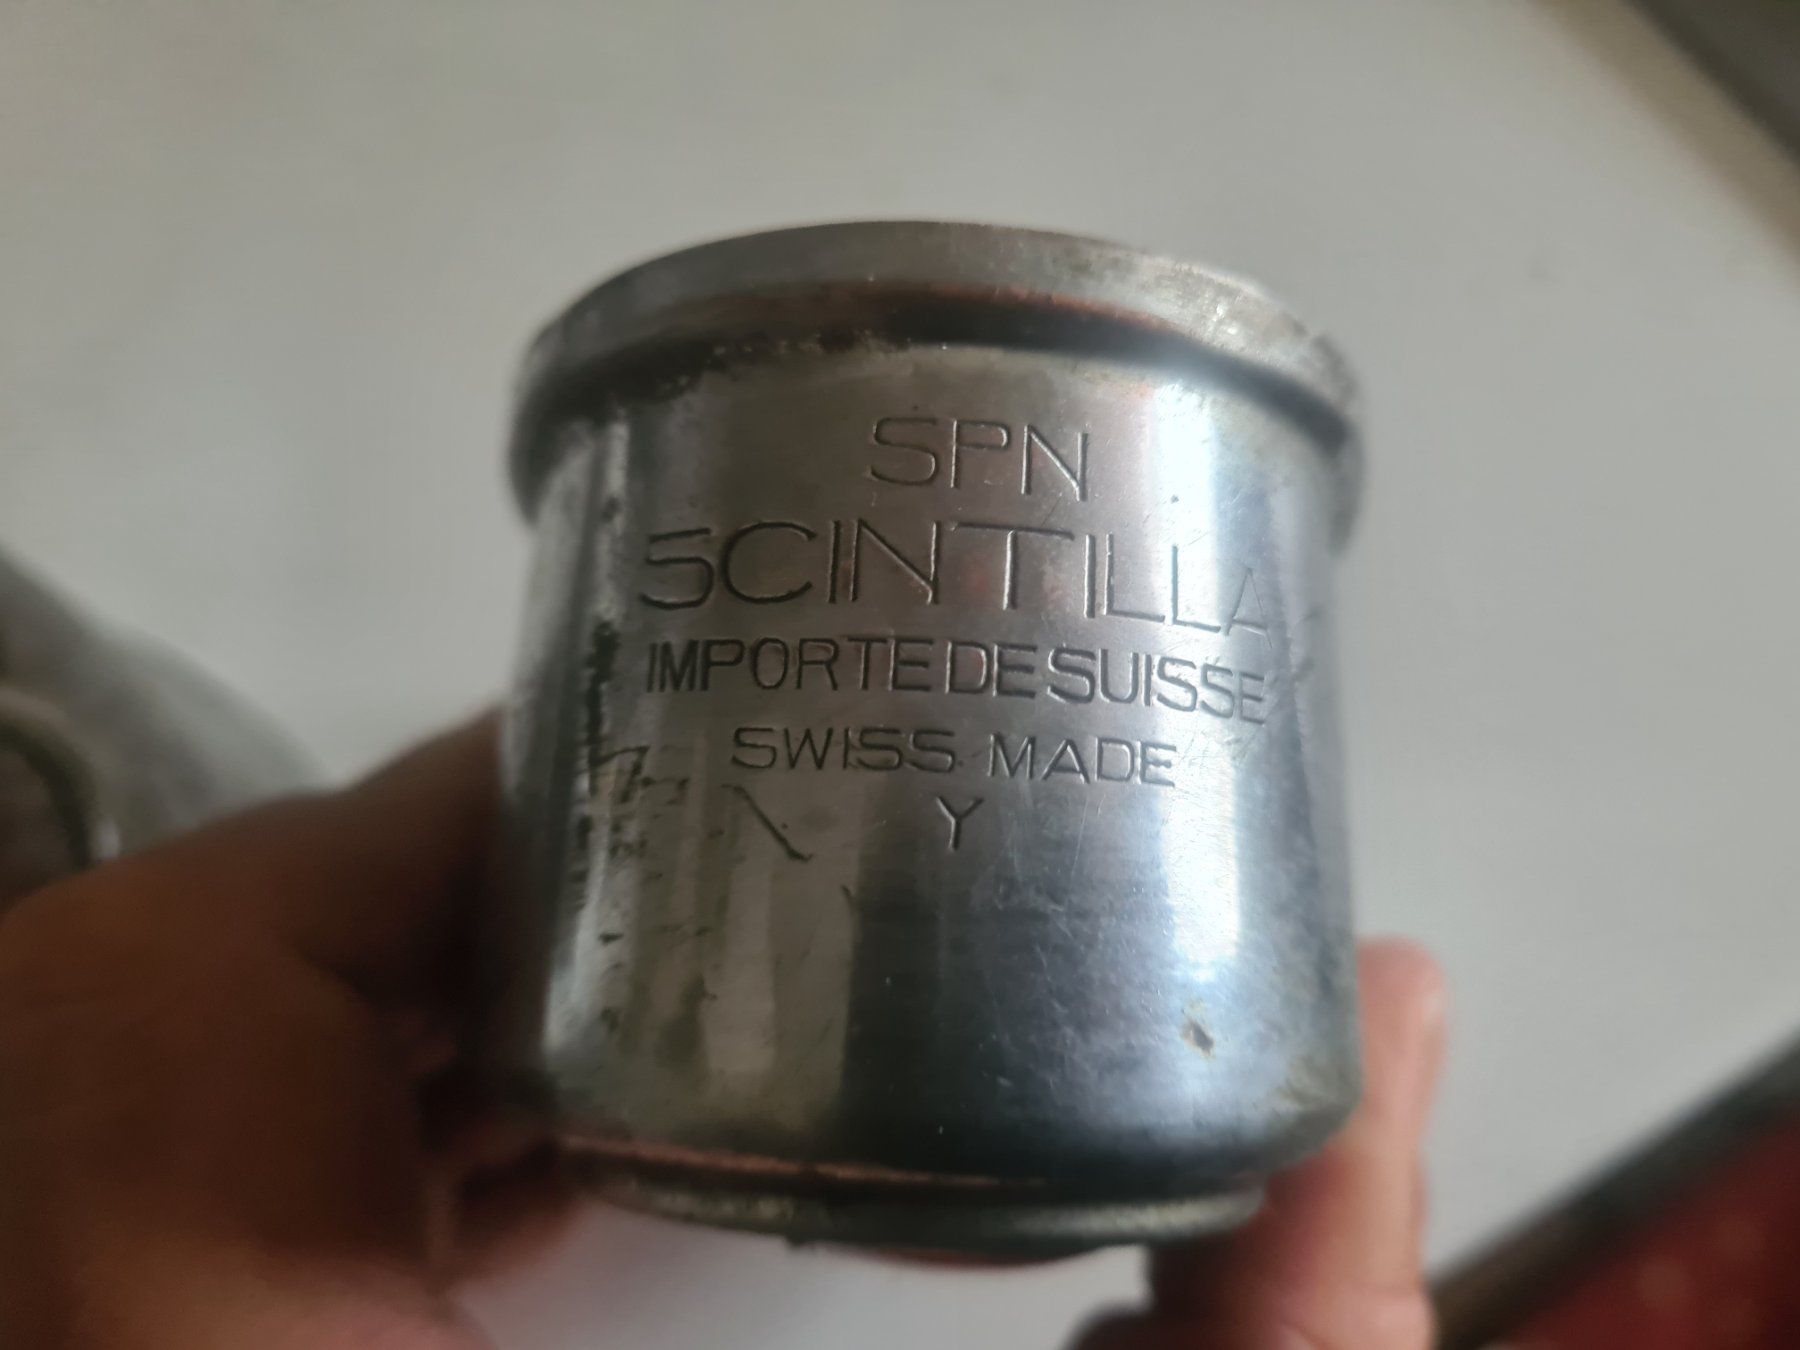 SPN
SCINTILLA
IMPORTE DE SUISSE
SWISS MADE
Y